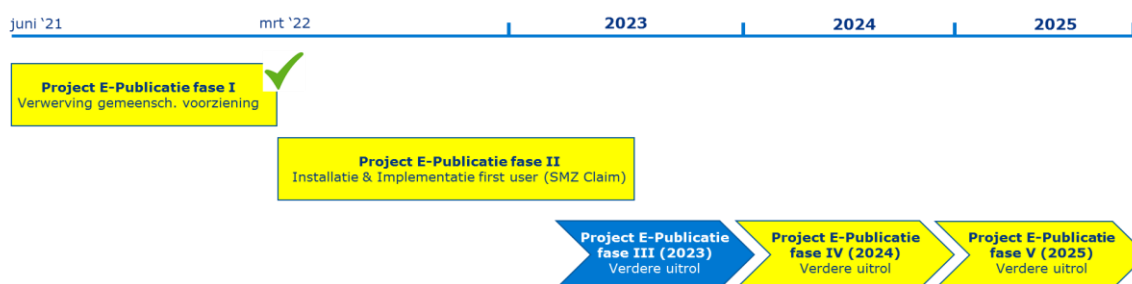 juni ‘21
mrt ‘22
2023
2024
2025
Project E-Publicatie fase I
Verwerving gemeensch. voorziening
Project E-Publicatie fase II
Installatie & Implementatie first user (SMZ Claim)
Project E-Publicatie
fase III (2023)
Verdere uitrol
Project E-Publicatie
fase IV (2024)
Verdere uitrol
Project E-Publicatie
fase V (2025)
Verdere uitrol